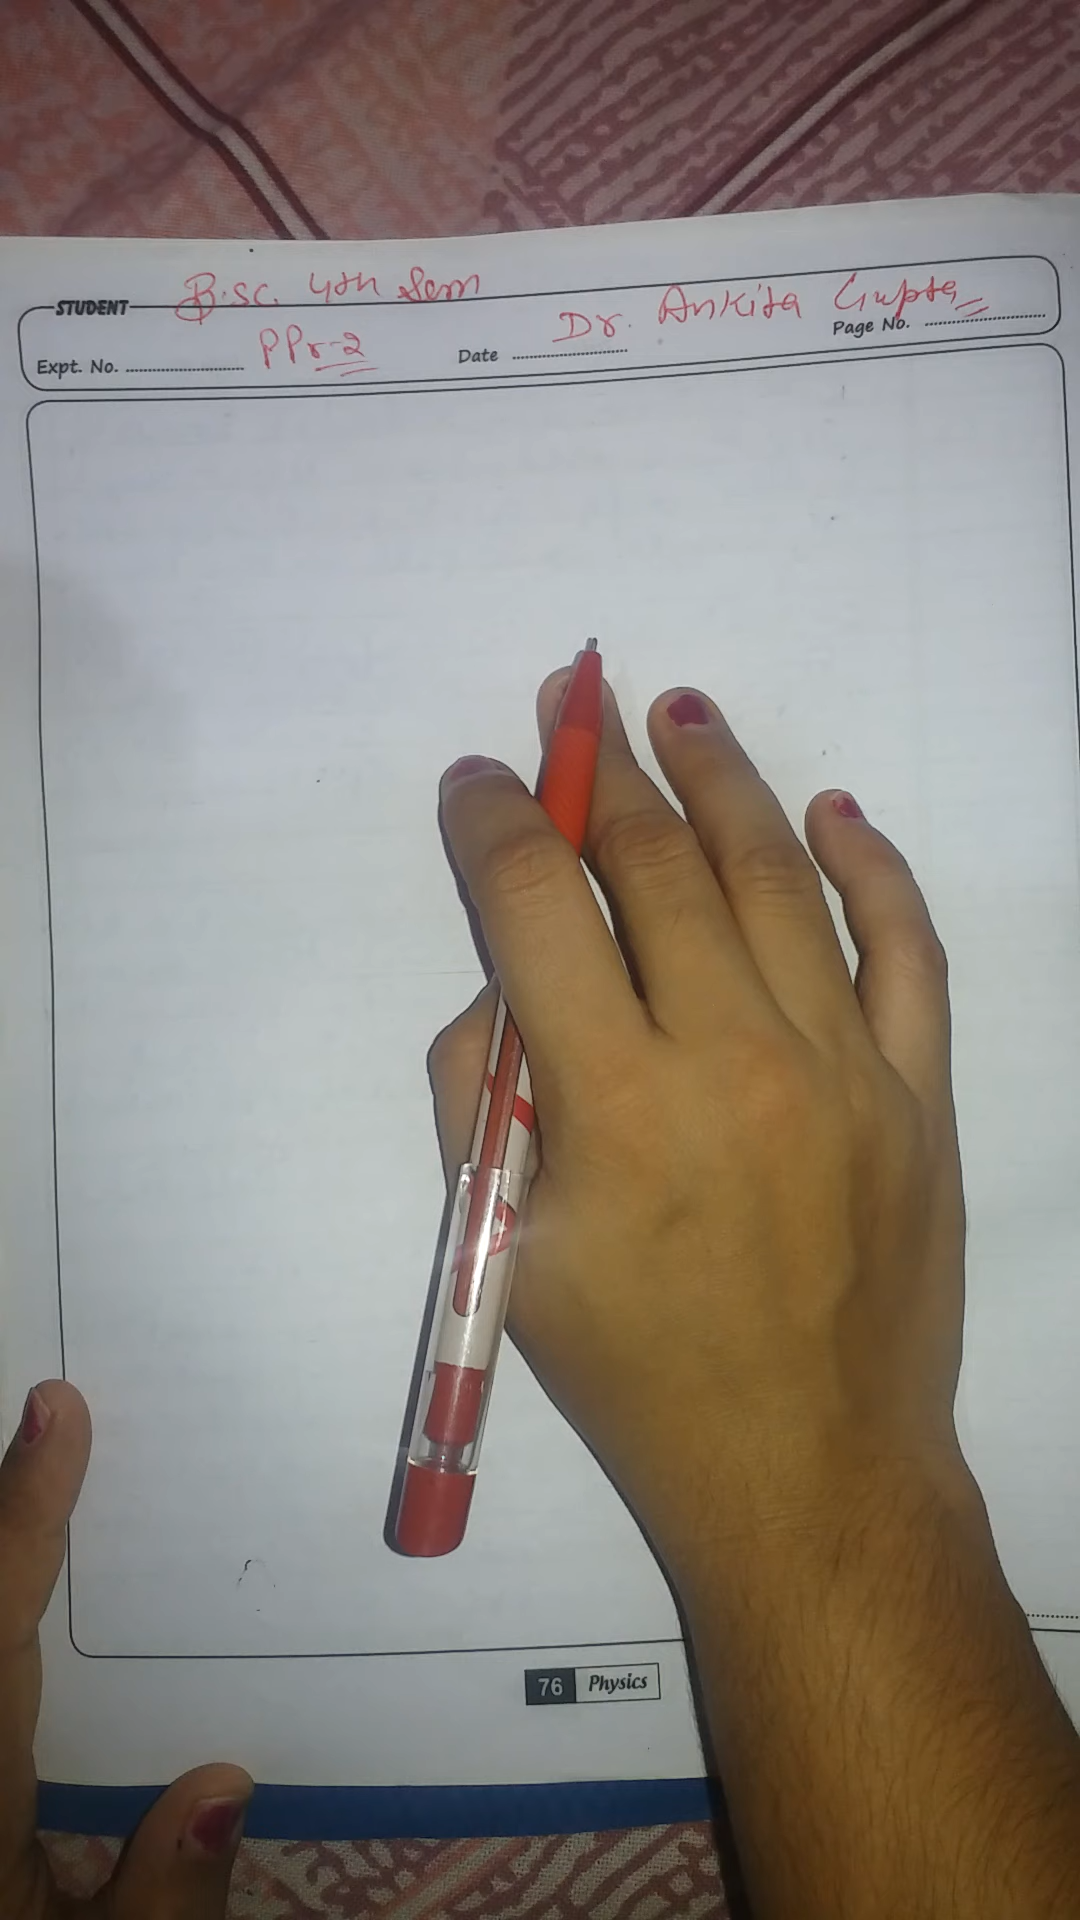 B.sc. 4th Sem
STUDENT
PPr-2 Dr. Ankita Gupta
Expt. No. Date Page No.
76 Physics